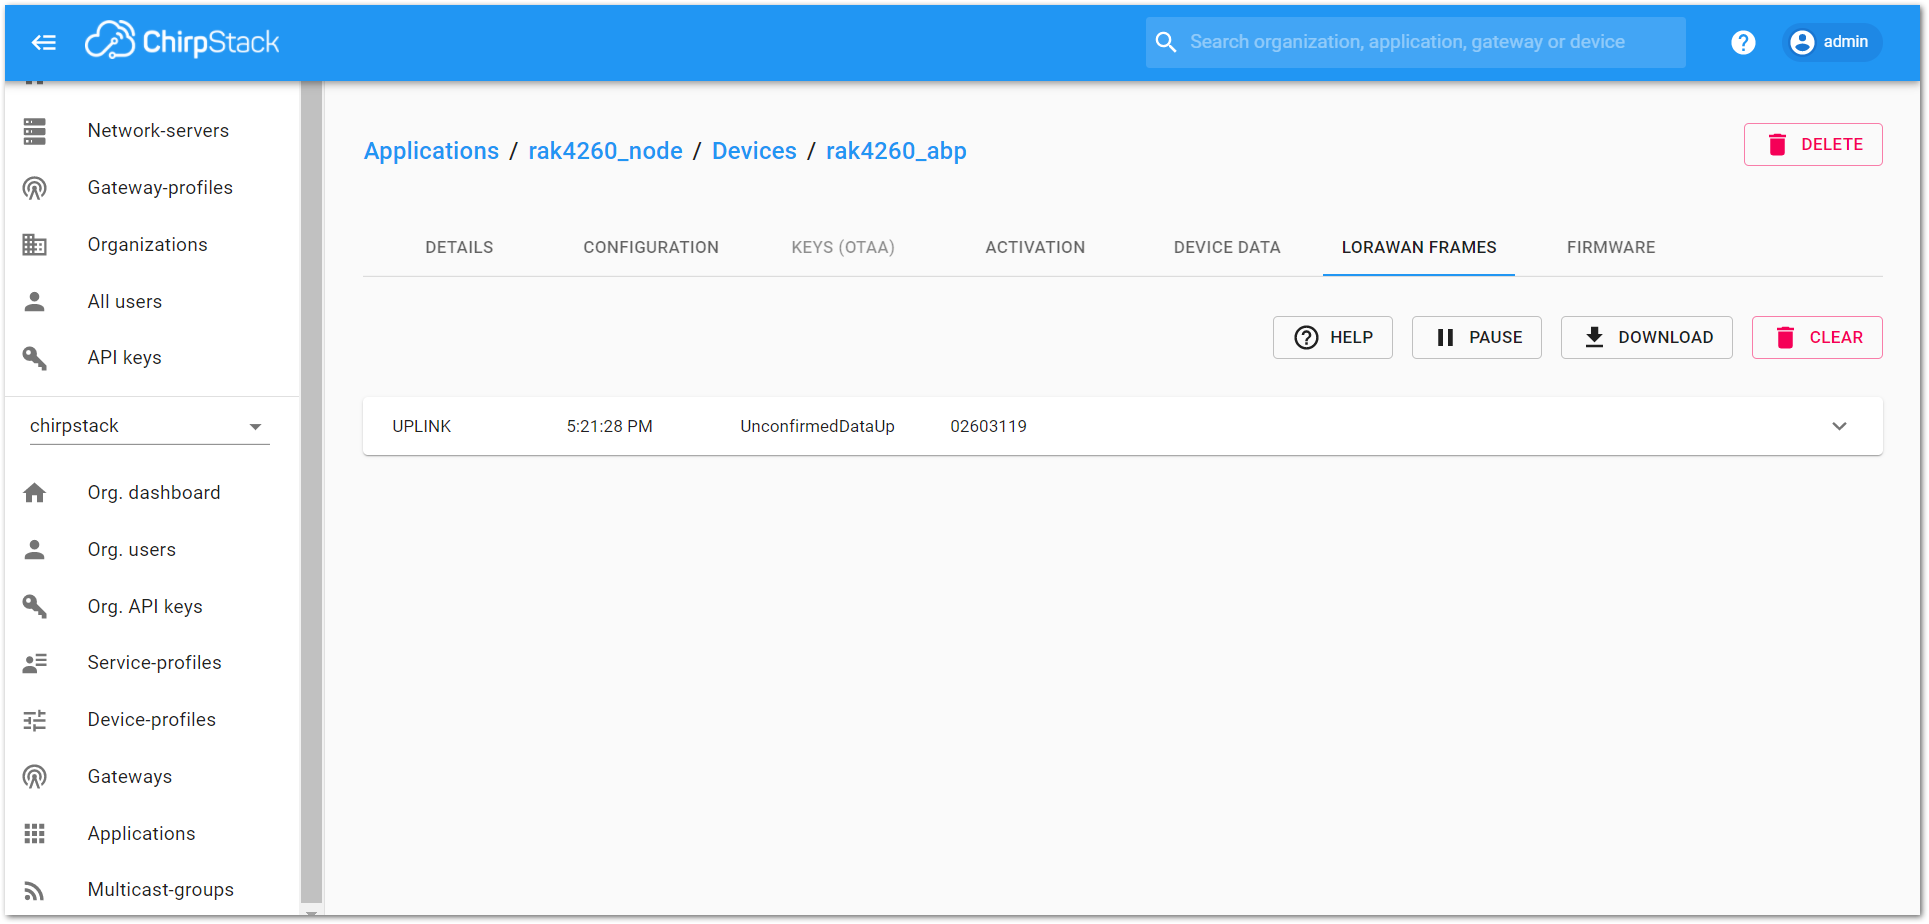 ChirpStack
Search organization, application, gateway or device
? admin
Network-servers
Gateway-profiles
Organizations
All users
API keys
chirpstack
Org. dashboard
Org. users
Org. API keys
Service-profiles
Device-profiles
Gateways
Applications
Multicast-groups
Applications / rak4260_node / Devices / rak4260_abp
DELETE
DETAILS CONFIGURATION KEYS (OTAA) ACTIVATION DEVICE DATA LORAWAN FRAMES FIRMWARE
? HELP PAUSE DOWNLOAD CLEAR
UPLINK 5:21:28 PM UnconfirmedDataUp 02603119